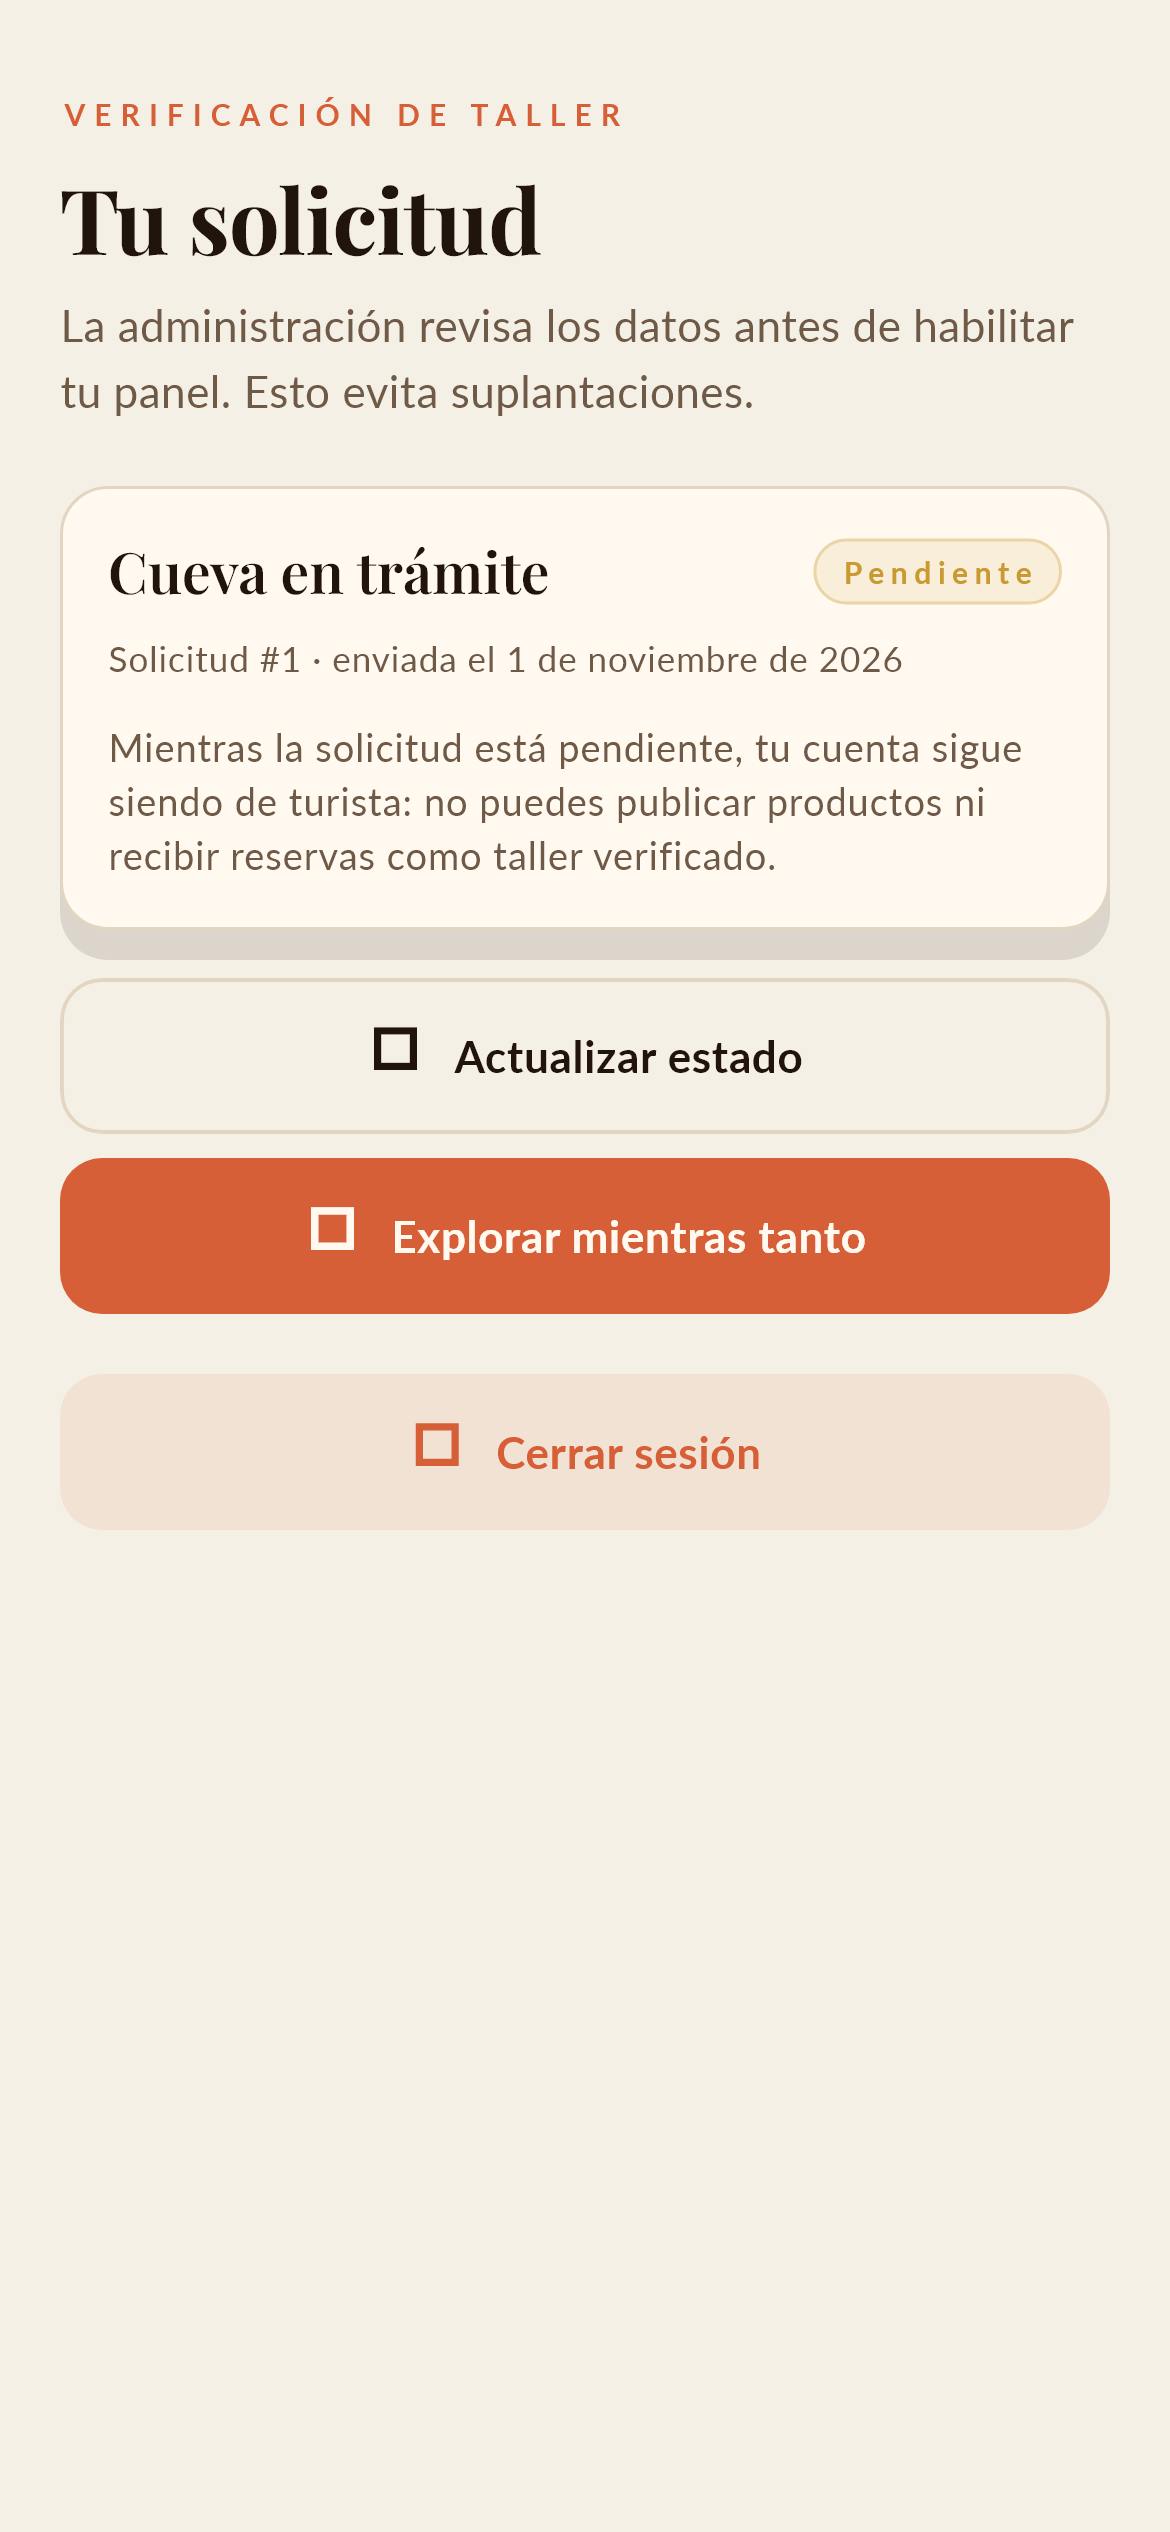 VERIFICACIÓN DE TALLER
Tu solicitud
La administración revisa los datos antes de habilitar
tu panel. Esto evita suplantaciones.
Cueva en trámite
Pendiente
Solicitud #1 · enviada el 1 de noviembre de 2026
Mientras la solicitud está pendiente, tu cuenta sigue
siendo de turista: no puedes publicar productos ni
recibir reservas como taller verificado.
Actualizar estado
Explorar mientras tanto
Cerrar sesión